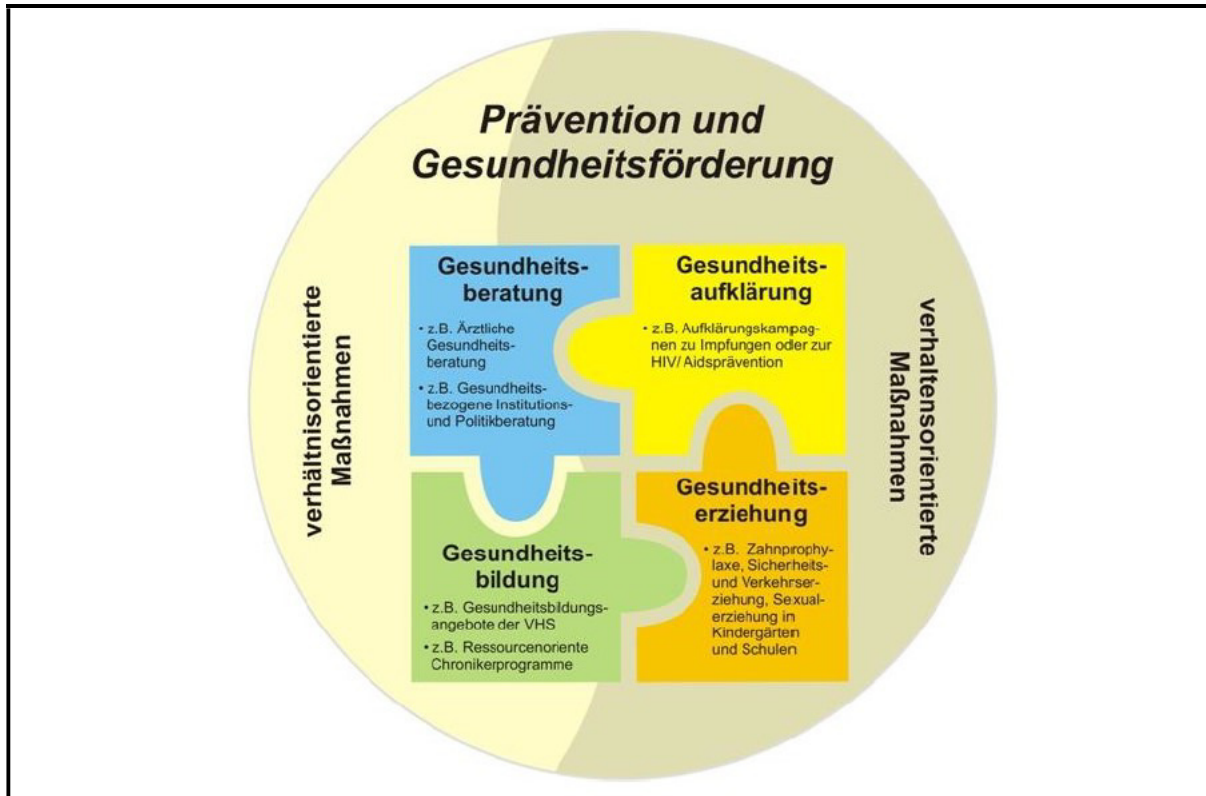 Prävention und
Gesundheitsförderung
verhältnisorientierte
Maßnahmen
Gesundheits-
beratung
• z.B. Ärztliche
Gesundheits-
beratung
• z.B. Gesundheits-
bezogene Institutions-
und Politikberatung
Gesundheits-
aufklärung
• z.B. Aufklärungskampag-
nen zu Impfungen oder zur
HIV/ Aidsprävention
Gesundheits-
bildung
• z.B. Gesundheitsbildungs-
angebote der VHS
• z.B. Ressourcenoriente
Chronikerprogramme
Gesundheits-
erziehung
• z.B. Zahnprophy-
laxe, Sicherheits-
und Verkehrser-
ziehung, Sexual-
erziehung in
Kindergärten
und Schulen
verhaltensorientierte
Maßnahmen